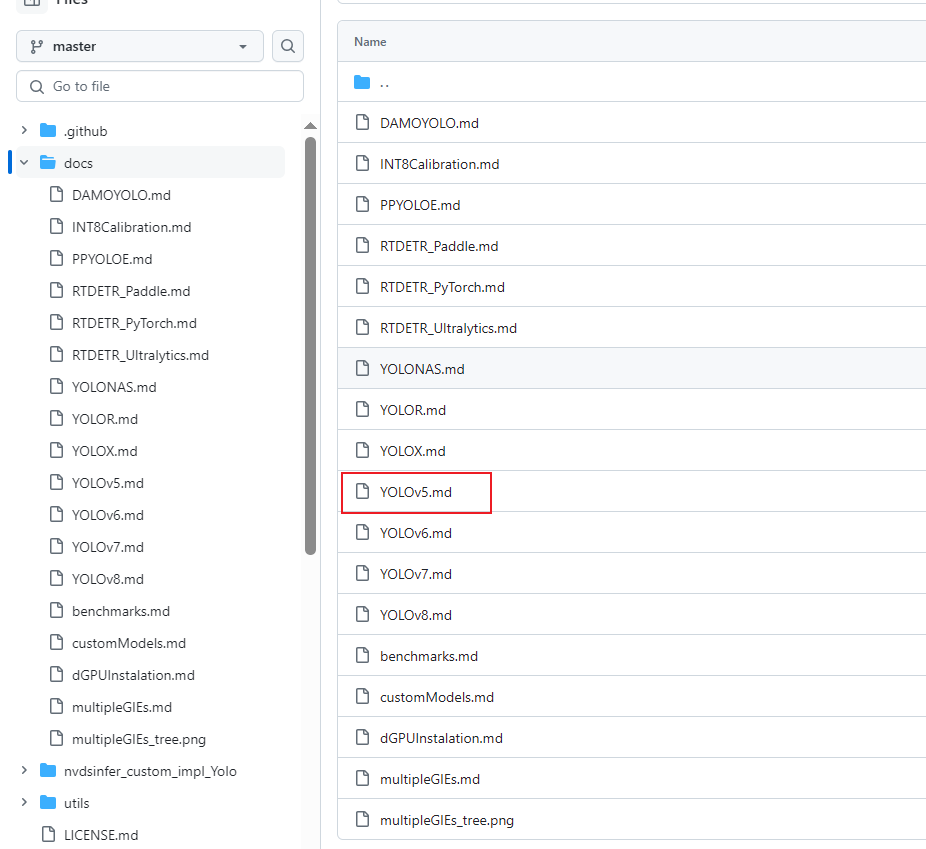 Files
master
Go to file
.github
docs
DAMOYOLO.md
INT8Calibration.md
PPYOLOE.md
RTDETR_Paddle.md
RTDETR_PyTorch.md
RTDETR_Ultralytics.md
YOLONAS.md
YOLOR.md
YOLOX.md
YOLOv5.md
YOLOv6.md
YOLOv7.md
YOLOv8.md
benchmarks.md
customModels.md
dGPUInstalation.md
multipleGIEs.md
multipleGIEs_tree.png
nvdsinfer_custom_impl_Yolo
utils
LICENSE.md
Name
..
DAMOYOLO.md
INT8Calibration.md
PPYOLOE.md
RTDETR_Paddle.md
RTDETR_PyTorch.md
RTDETR_Ultralytics.md
YOLONAS.md
YOLOR.md
YOLOX.md
YOLOv5.md
YOLOv6.md
YOLOv7.md
YOLOv8.md
benchmarks.md
customModels.md
dGPUInstalation.md
multipleGIEs.md
multipleGIEs_tree.png